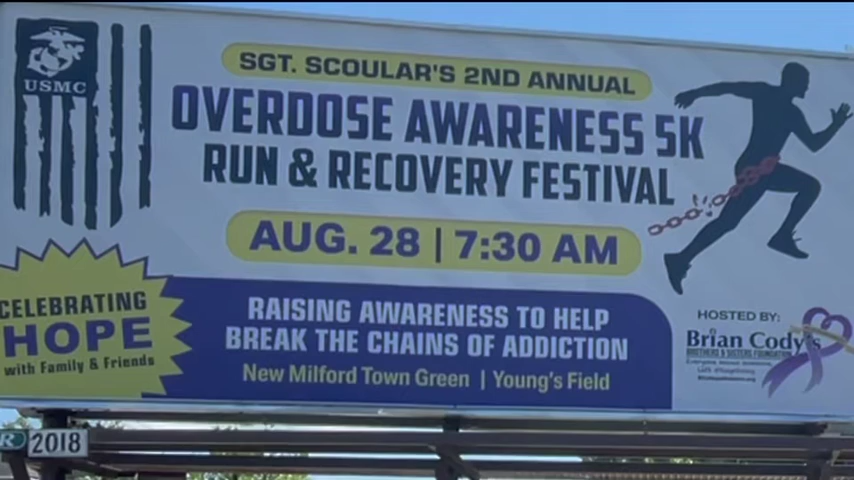 USMC
SGT. SCOULAR'S 2ND ANNUAL
OVERDOSE AWARENESS 5K
RUN & RECOVERY FESTIVAL
AUG. 28 | 7:30 AM
CELEBRATING
HOPE
with Family & Friends
RAISING AWARENESS TO HELP
BREAK THE CHAINS OF ADDICTION
New Milford Town Green | Young's Field
HOSTED BY:
Brian Cody's
BROTHERS & SISTERS FOUNDATION
R 2018